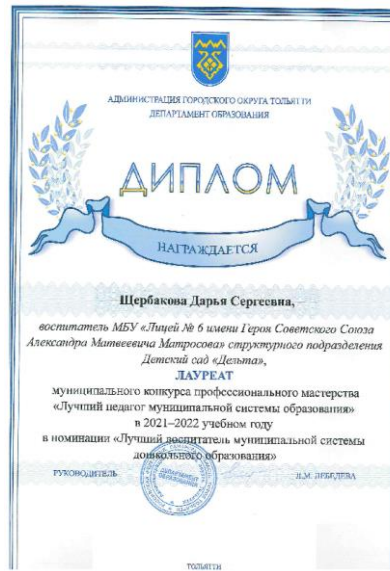 АДМИНИСТРАЦИЯ ГОРОДСКОГО ОКРУГА ТОЛЬЯТТИ
ДЕПАРТАМЕНТ ОБРАЗОВАНИЯ
ДИПЛОМ
НАГРАЖДАЕТСЯ
Щербакова Дарья Сергеевна,
воспитатель МБУ «Лицей № 6 имени Героя Советского Союза
Александра Матвеевича Матросова» структурного подразделения
Детский сад «Дельта»,
ЛАУРЕАТ
муниципального конкурса профессионального мастерства
«Лучший педагог муниципальной системы образования»
в 2021–2022 учебном году
в номинации «Лучший воспитатель муниципальной системы
дошкольного образования»
РУКОВОДИТЕЛЬ
ДЕПАРТАМЕНТ
ОБРАЗОВАНИЯ
Л.М. ЛЕБЕДЕВА
ТОЛЬЯТТИ